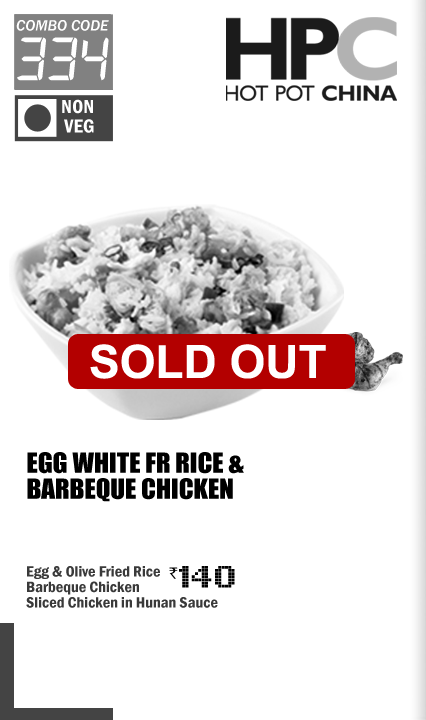 COMBO CODE
334
NON
VEG
HPC
HOT POT CHINA
SOLD OUT
EGG WHITE FR RICE &
BARBEQUE CHICKEN
Egg & Olive Fried Rice ₹140
Barbeque Chicken
Sliced Chicken in Hunan Sauce